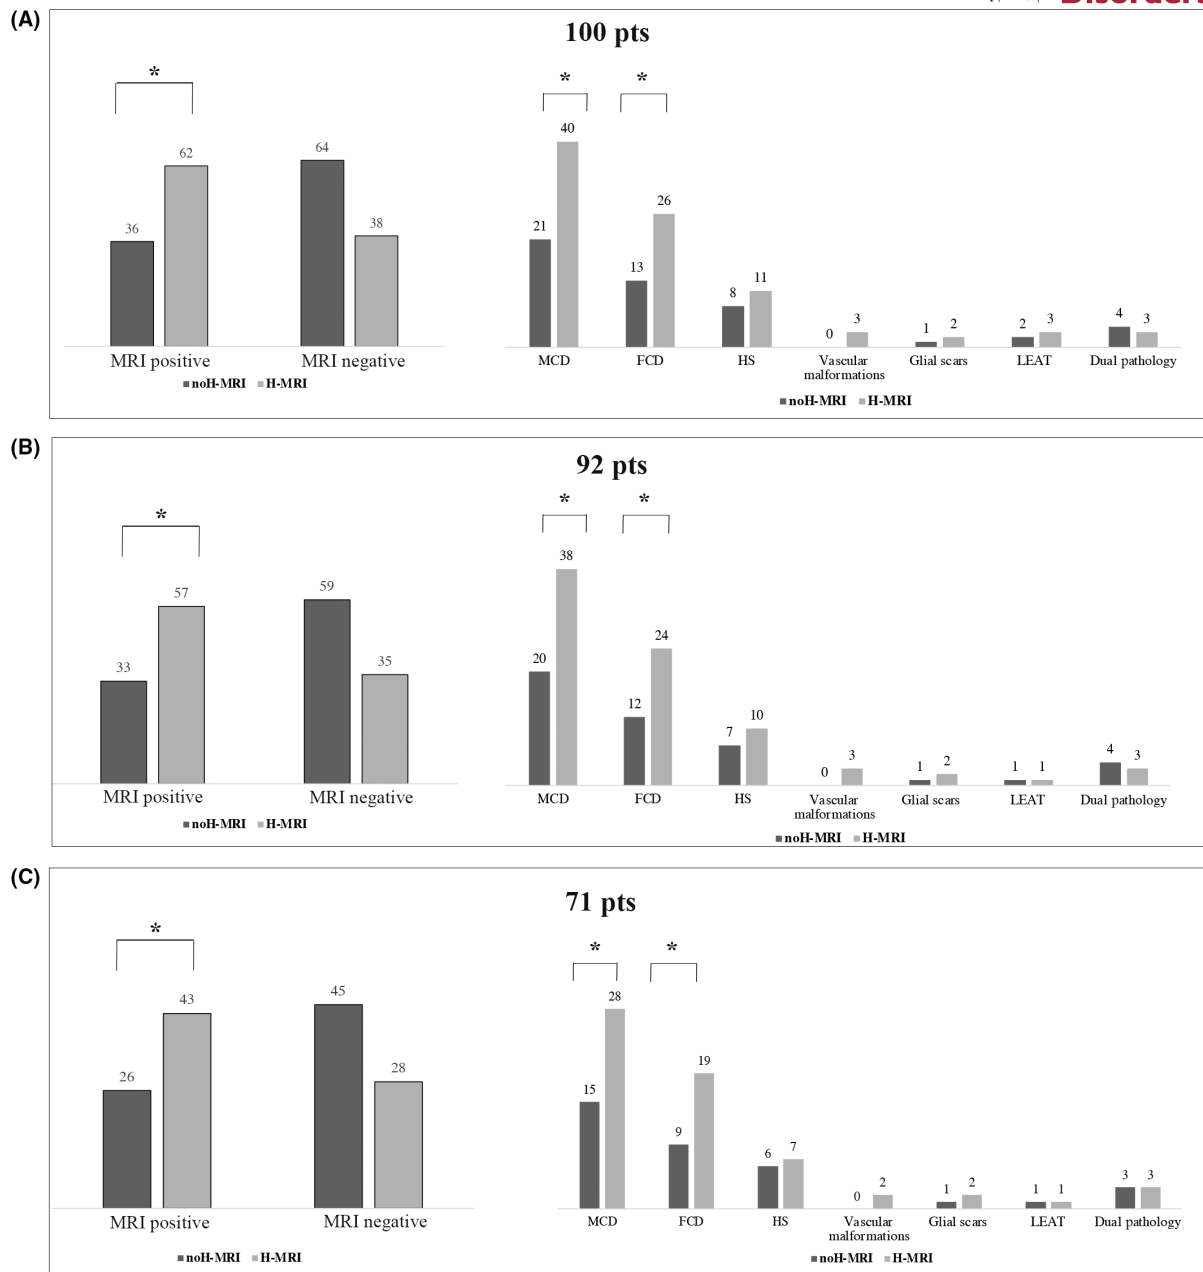 (A)
100 pts
*
36
62
64
38
MRI positive
MRI negative
noH-MRI H-MRI
*
*
21
40
13
26
8
11
0
3
1
2
2
3
4
3
MCD
FCD
HS
Vascular
malformations
Glial scars
LEAT
Dual pathology
noH-MRI H-MRI
(B)
92 pts
*
33
57
59
35
MRI positive
MRI negative
noH-MRI H-MRI
*
*
20
38
12
24
7
10
0
3
1
2
1
1
4
3
MCD
FCD
HS
Vascular
malformations
Glial scars
LEAT
Dual pathology
noH-MRI H-MRI
(C)
71 pts
*
26
43
45
28
MRI positive
MRI negative
noH-MRI H-MRI
*
*
15
28
9
19
6
7
0
2
1
2
1
1
3
3
MCD
FCD
HS
Vascular
malformations
Glial scars
LEAT
Dual pathology
noH-MRI H-MRI